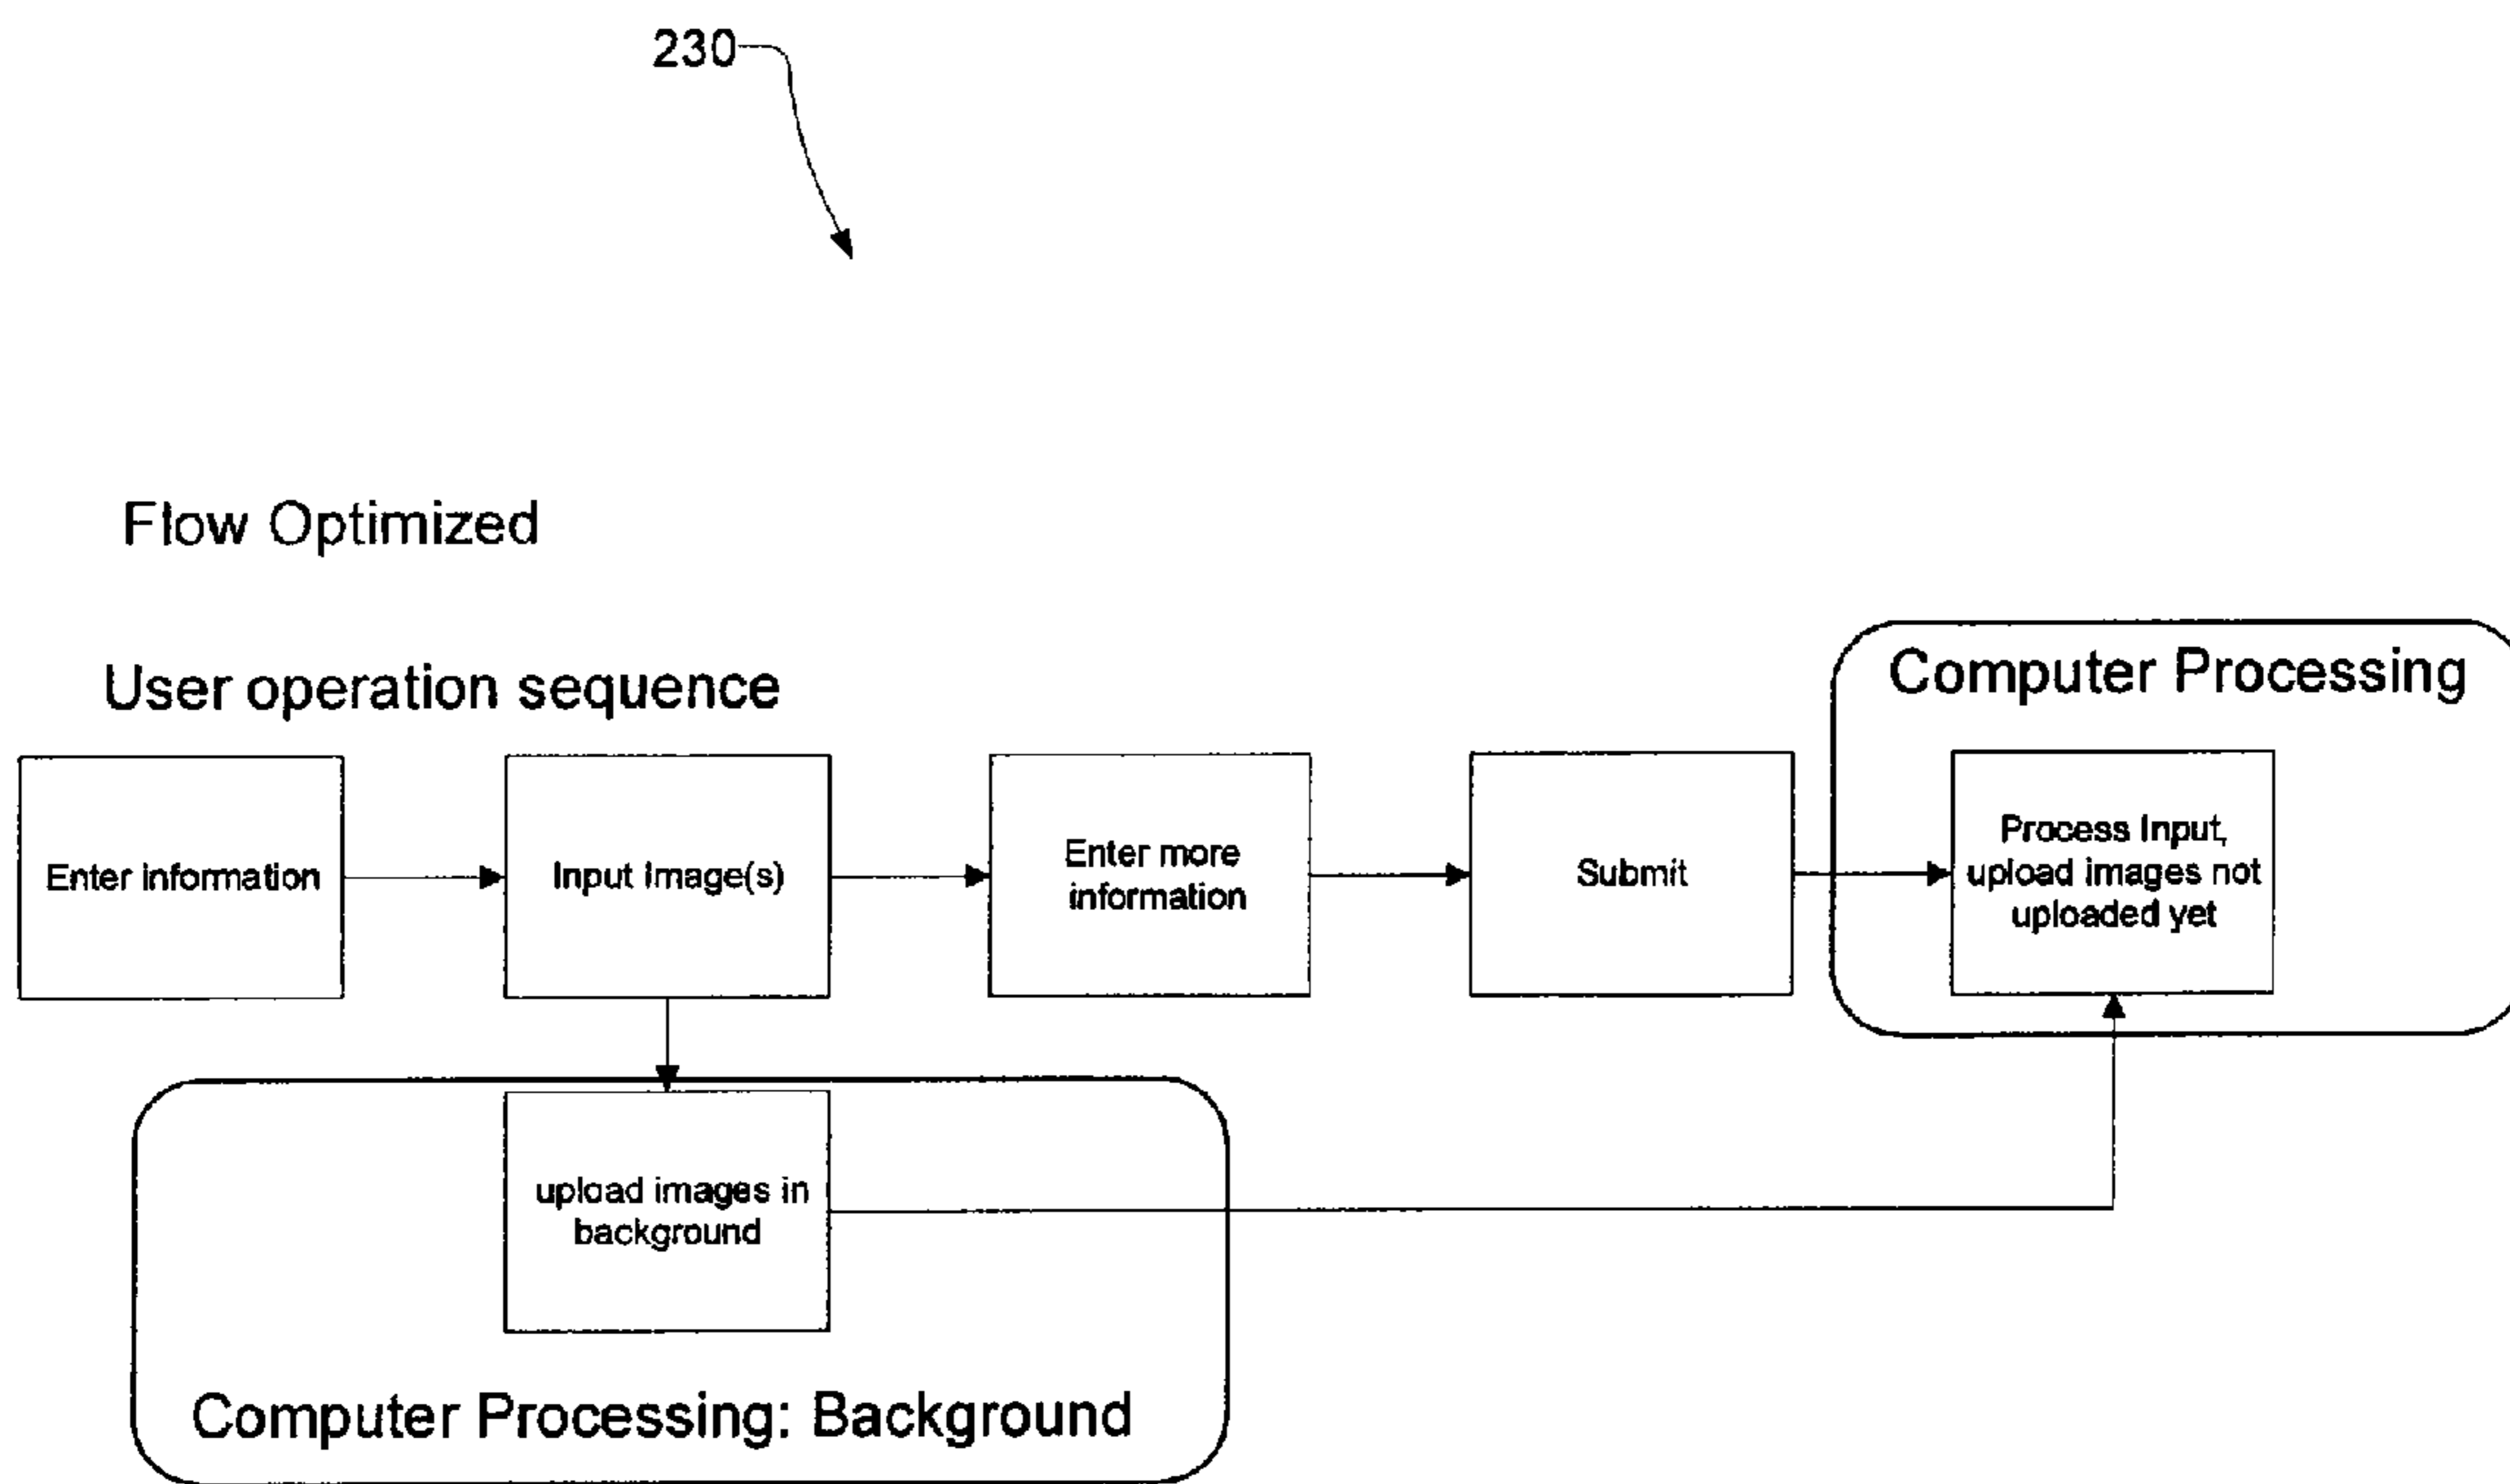 230
Flow Optimized
User operation sequence
Computer Processing
Enter information
Input Image(s)
Enter more
information
Submit
Process Input,
upload images not
uploaded yet
upload images in
background
Computer Processing: Background